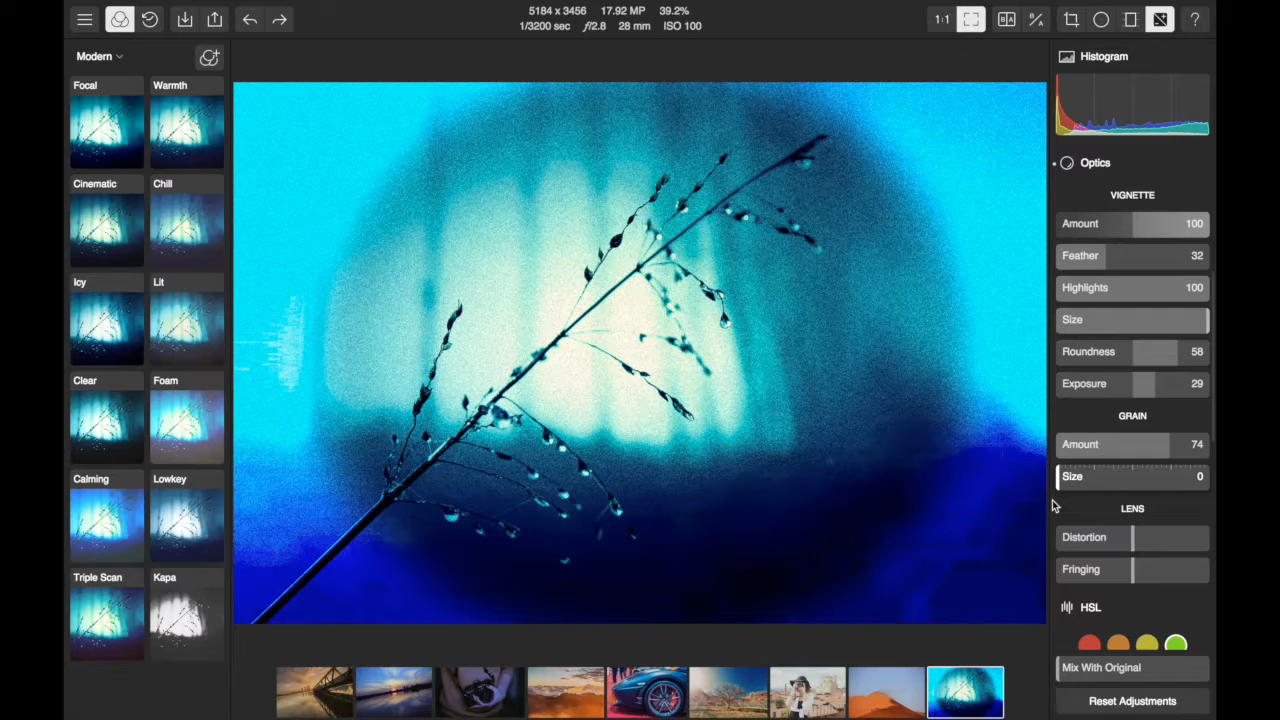 5184 x 3456 17.92 MP 39.2%
1/3200 sec ƒ/2.8 28 mm ISO 100
1:1
B A
B/A
?
Modern
Focal
Warmth
Cinematic
Chill
Icy
Lit
Clear
Foam
Calming
Lowkey
Triple Scan
Kapa
Histogram
Optics
VIGNETTE
Amount 100
Feather 32
Highlights 100
Size
Roundness 58
Exposure 29
GRAIN
Amount 74
Size 0
LENS
Distortion
Fringing
HSL
Mix With Original
Reset Adjustments